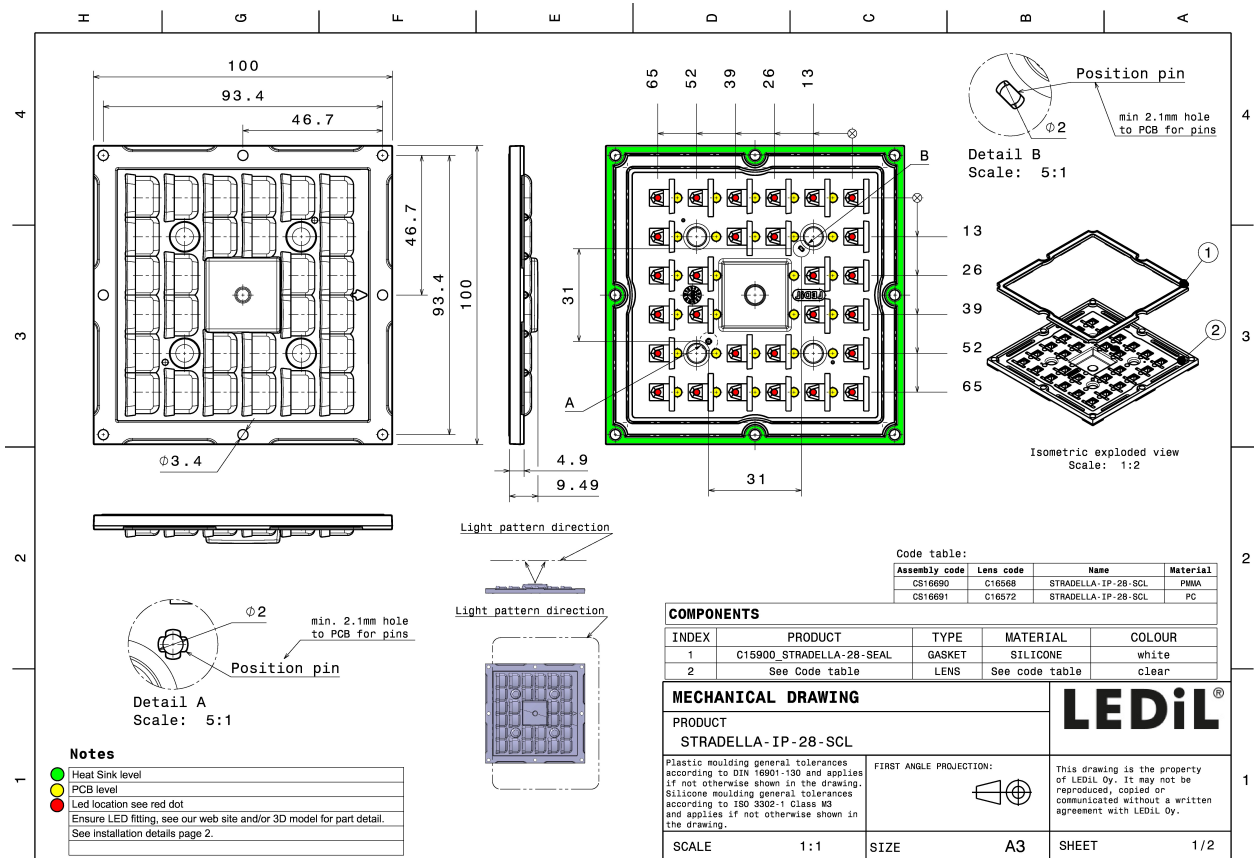 H G F E D C B A
4
3
2
1
100
93.4
46.7
46.7
93.4
100
Ø3.4
4.9
9.49
65 52 39 26 13
B
13
26
39
52
65
31
31
A
LEDiL
Position pin
Ø2
min 2.1mm hole
to PCB for pins
Detail B
Scale: 5:1
4
3
2
1
1
2
Isometric exploded view
Scale: 1:2
Light pattern direction
Light pattern direction
Ø2
min. 2.1mm hole
to PCB for pins
Position pin
Detail A
Scale: 5:1
Notes
Heat Sink level
PCB level
Led location see red dot
Ensure LED fitting, see our web site and/or 3D model for part detail.
See installation details page 2.
Code table:
Assembly code Lens code Name Material
CS16690 C16568 STRADELLA-IP-28-SCL PMMA
CS16691 C16572 STRADELLA-IP-28-SCL PC
COMPONENTS
INDEX PRODUCT TYPE MATERIAL COLOUR
1 C15900_STRADELLA-28-SEAL GASKET SILICONE white
2 See Code table LENS See code table clear
MECHANICAL DRAWING
LEDiL®
PRODUCT
STRADELLA-IP-28-SCL
Plastic moulding general tolerances
according to DIN 16901-130 and applies
if not otherwise shown in the drawing.
Silicone moulding general tolerances
according to ISO 3302-1 Class M3
and applies if not otherwise shown in
the drawing.
FIRST ANGLE PROJECTION:
This drawing is the property
of LEDiL Oy. It may not be
reproduced, copied or
communicated without a written
agreement with LEDiL Oy.
SCALE 1:1 SIZE A3 SHEET 1/2